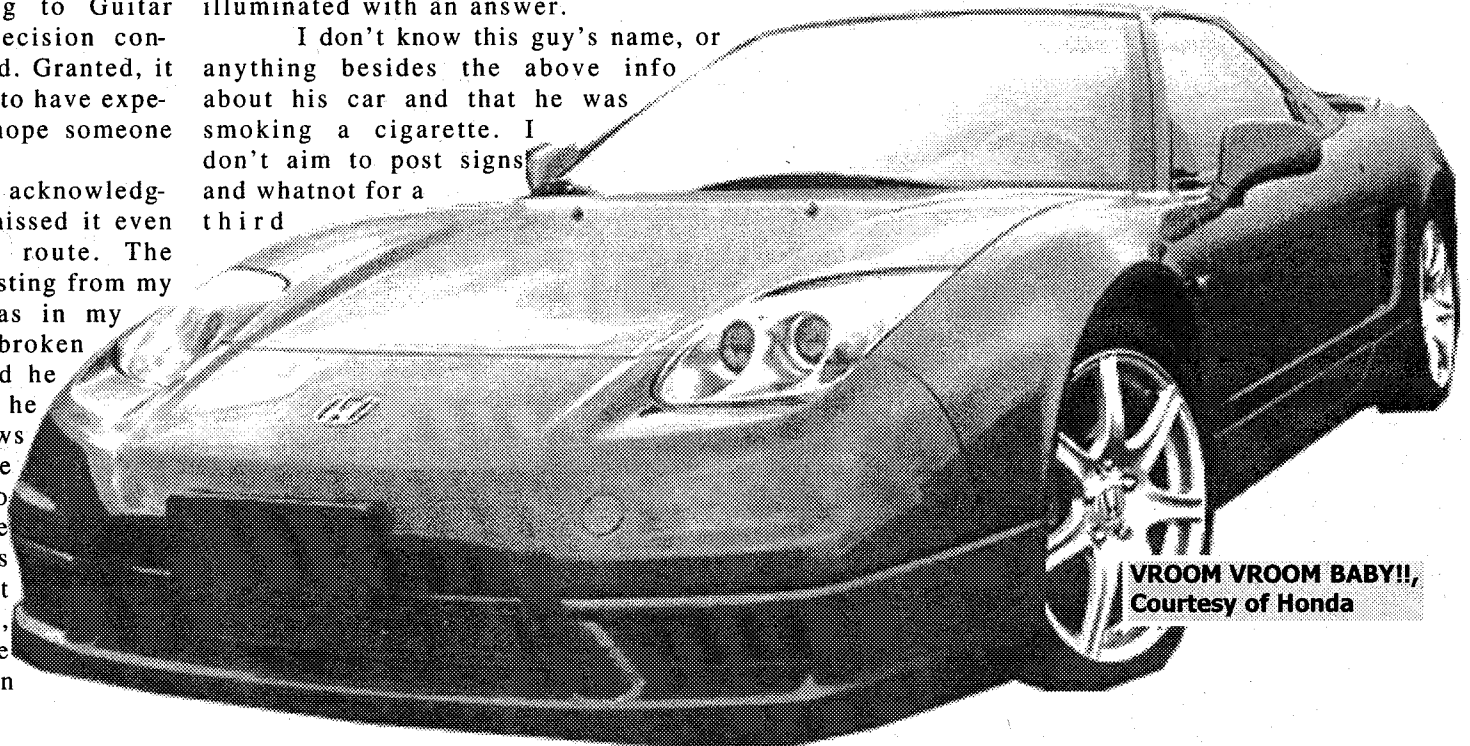 g to Guitar
ecision con-
d. Granted, it
to have expe-
hope someone
acknowledg-
missed it even
route. The
sting from my
as in my
broken
d he
he
ws
e
o
e
s
t
,
e
n
illuminated with an answer.
I don't know this guy's name, or
anything besides the above info
about his car and that he was
smoking a cigarette. I
don't aim to post signs
and whatnot for a
third
VROOM VROOM BABY!!,
Courtesy of Honda